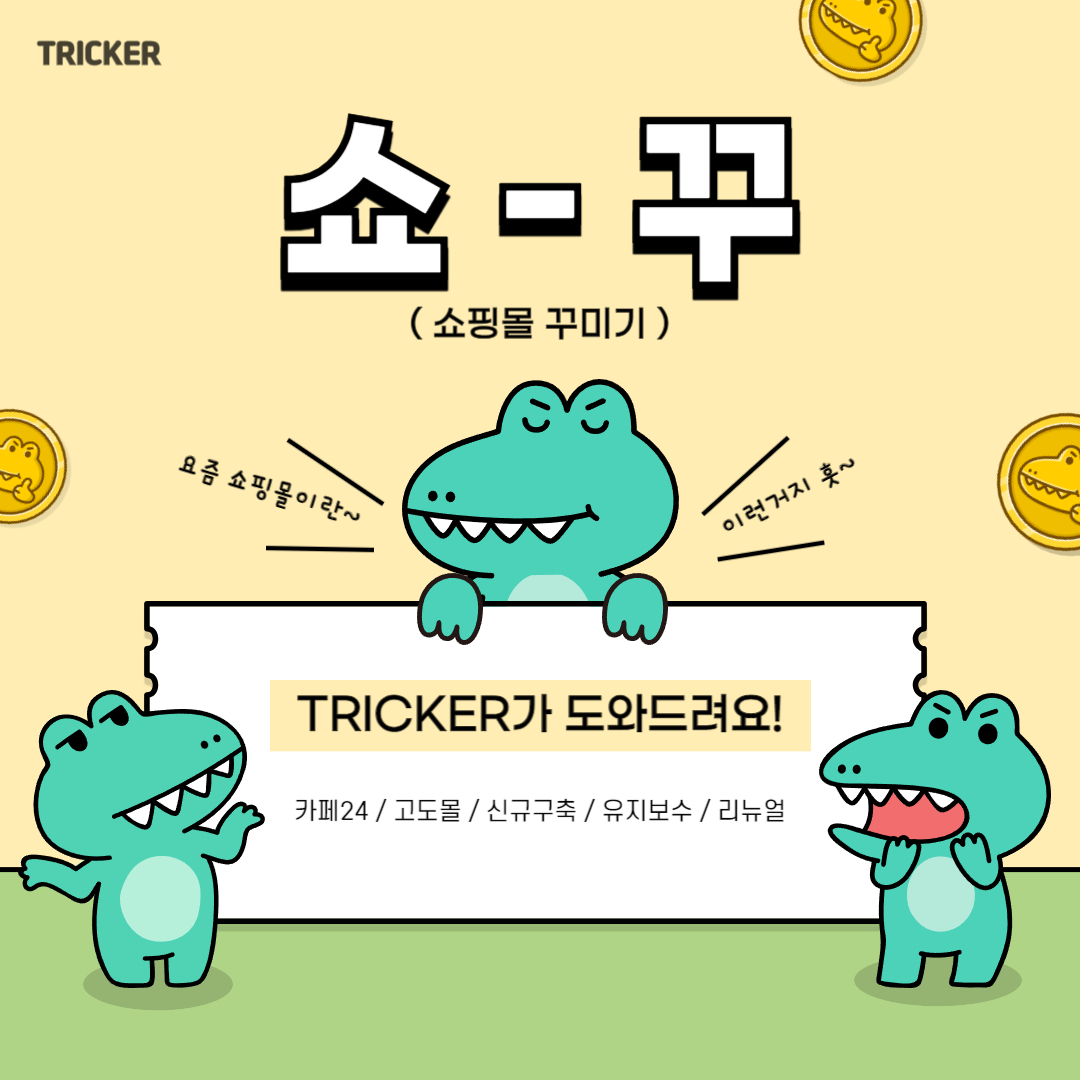 TRICKER
쇼-꾸
( 쇼핑몰 꾸미기 )
요즘 쇼핑몰이란~
이런거지 훗~
TRICKER가 도와드려요!
카페24 / 고도몰 / 신규구축 / 유지보수 / 리뉴얼